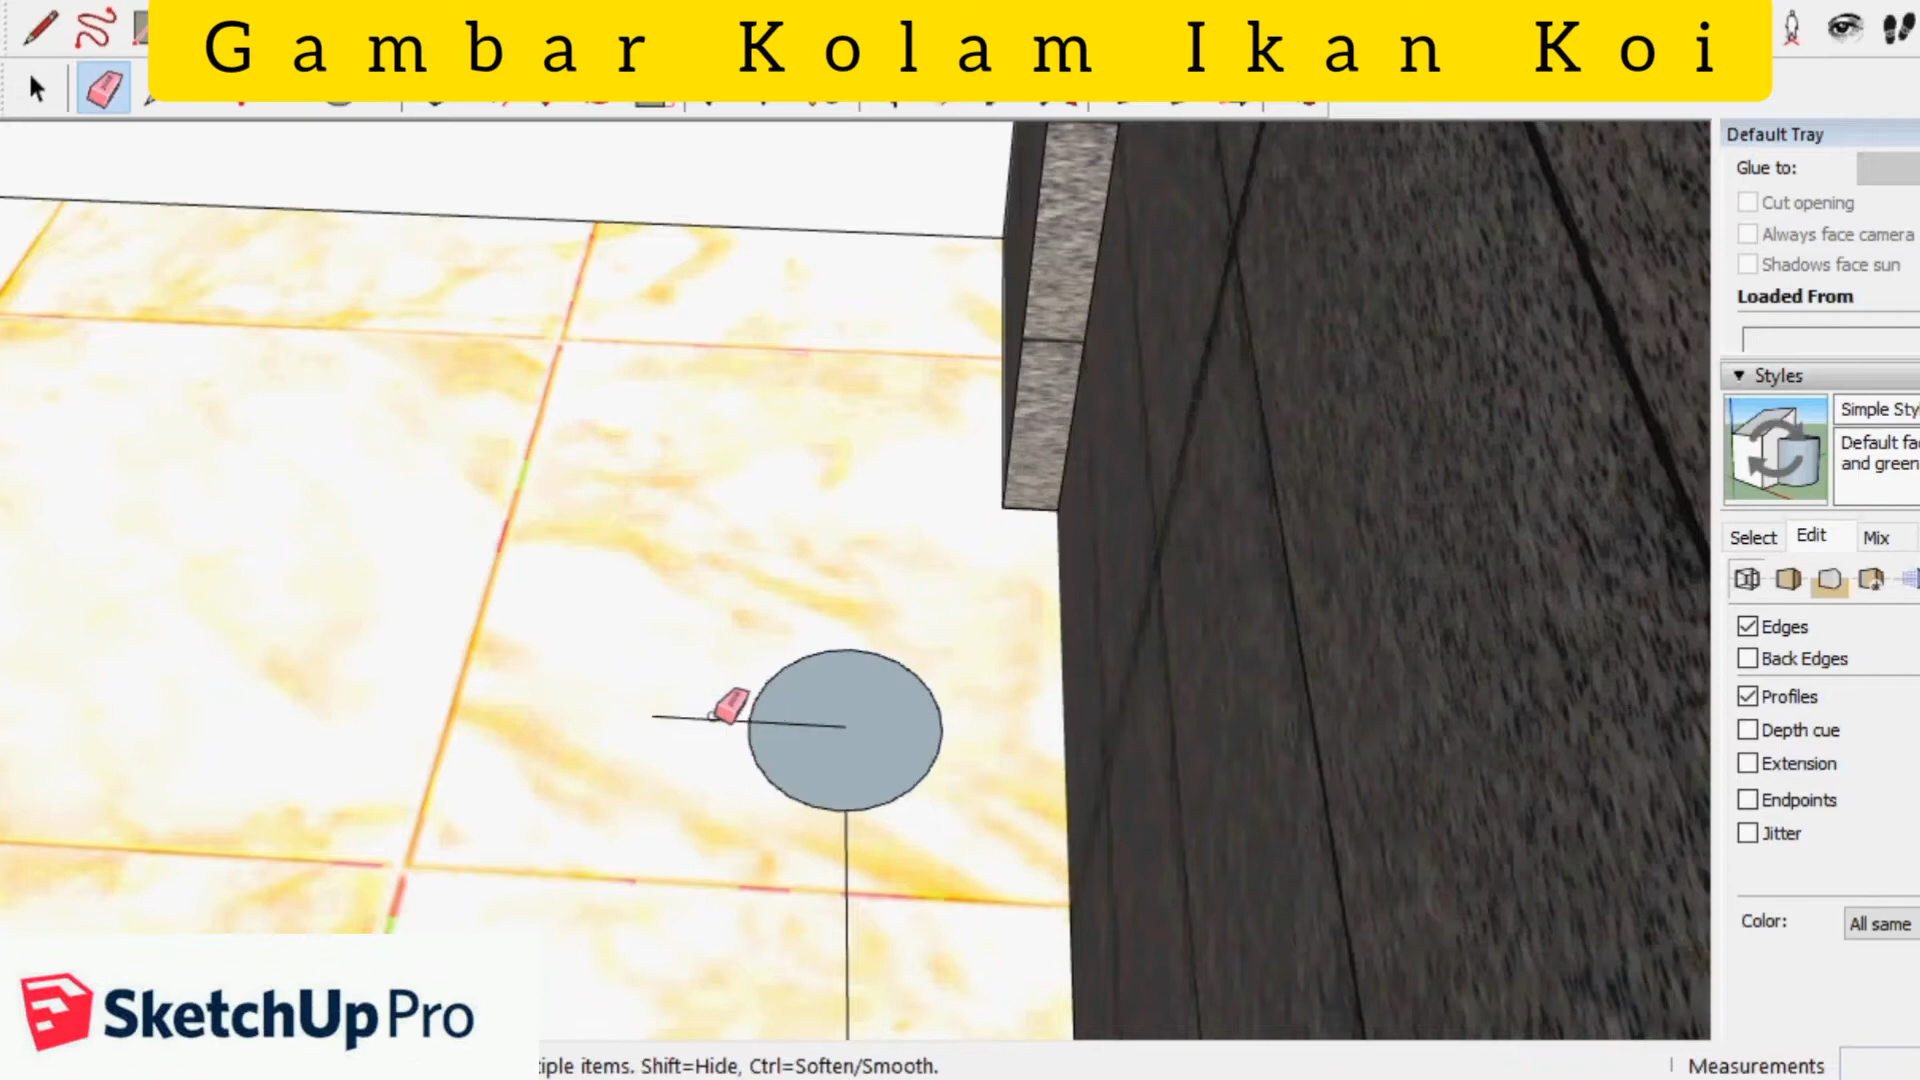 Gambar Kolam Ikan Koi
Default Tray
Glue to:
Cut opening
Always face camera
Shadows face sun
Loaded From
Styles
Simple Sty
Default fac
and green
Select Edit Mix
Edges
Back Edges
Profiles
Depth cue
Extension
Endpoints
Jitter
Color: All same
SketchUp Pro
iple items. Shift=Hide, Ctrl=Soften/Smooth.
Measurements